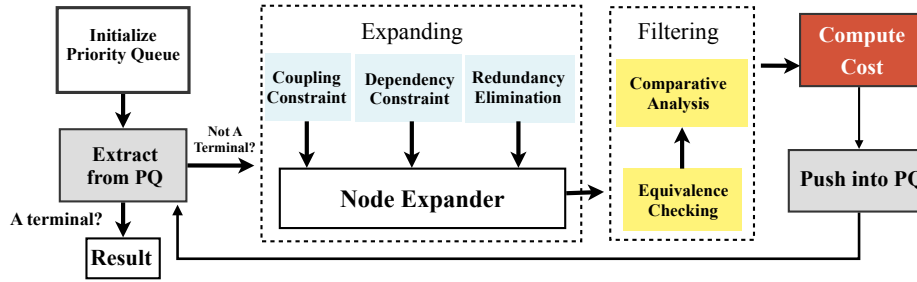 Initialize
Priority Queue
Extract
from PQ
Not A
Terminal?
A terminal?
Result
Expanding
Coupling
Constraint
Dependency
Constraint
Redundancy
Elimination
Node Expander
Filtering
Comparative
Analysis
Equivalence
Checking
Compute
Cost
Push into PQ